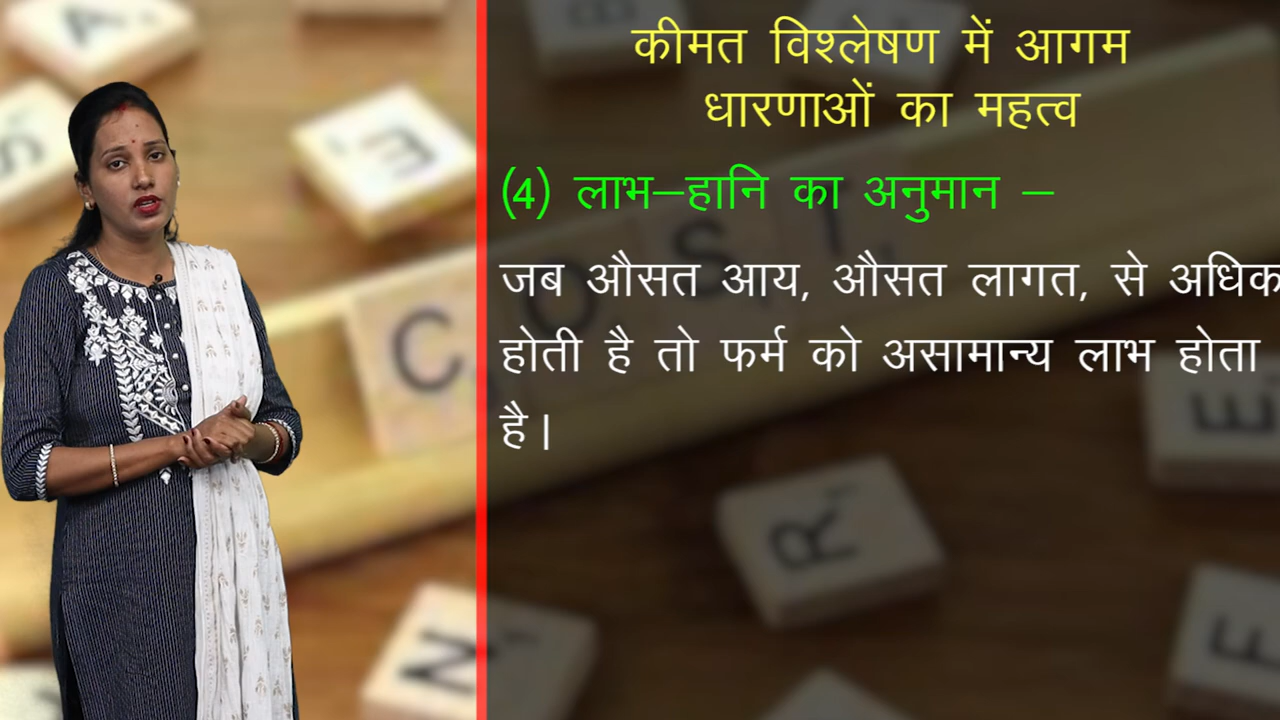 कीमत विश्लेषण में आगम
धारणाओं का महत्व
(4) लाभ–हानि का अनुमान –
जब औसत आय, औसत लागत, से अधिक
होती है तो फर्म को असामान्य लाभ होता
है।
A
S
E
B
C O S T
E
R
N
E